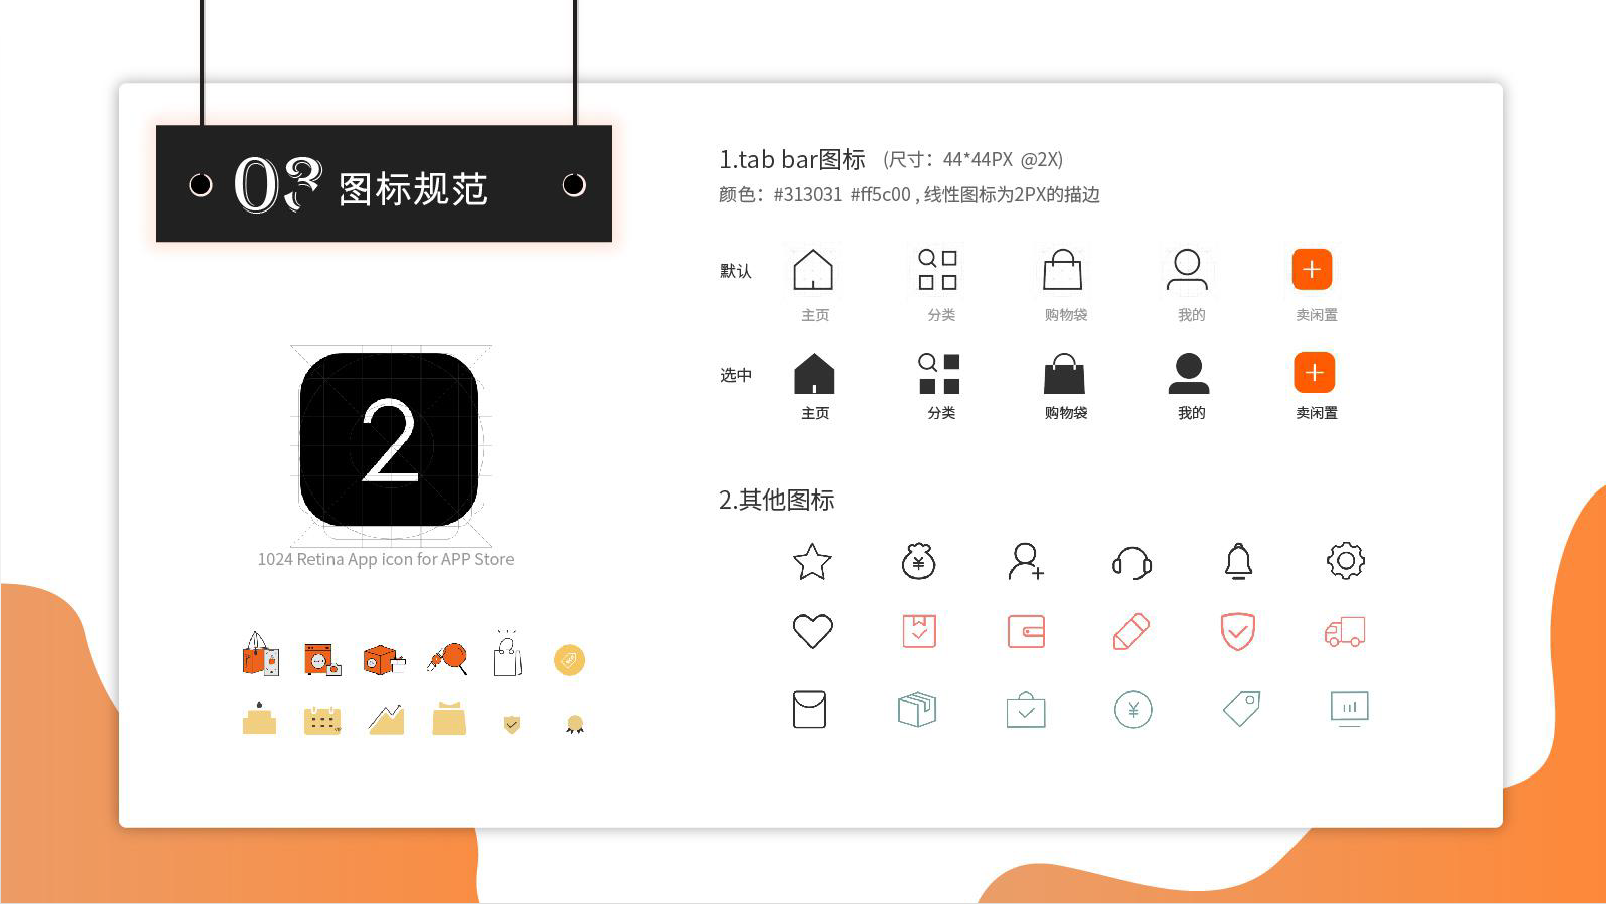 03 图标规范
2
1024 Retina App icon for APP Store
1.tab bar图标 (尺寸：44*44PX @2X)
颜色：#313031 #ff5c00 , 线性图标为2PX的描边
默认
主页 分类 购物袋 我的 卖闲置
选中
主页 分类 购物袋 我的 卖闲置
2.其他图标
¥
¥